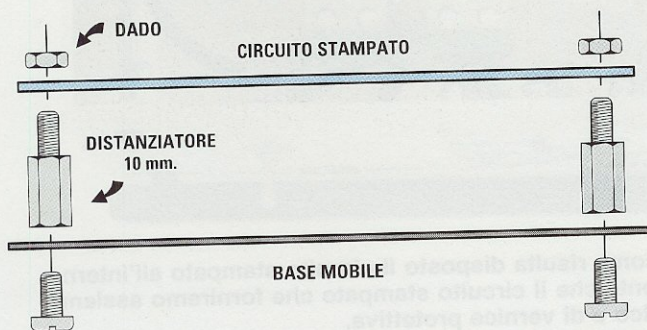 DADO
CIRCUITO STAMPATO
DISTANZIATORE
10 mm.
BASE MOBILE